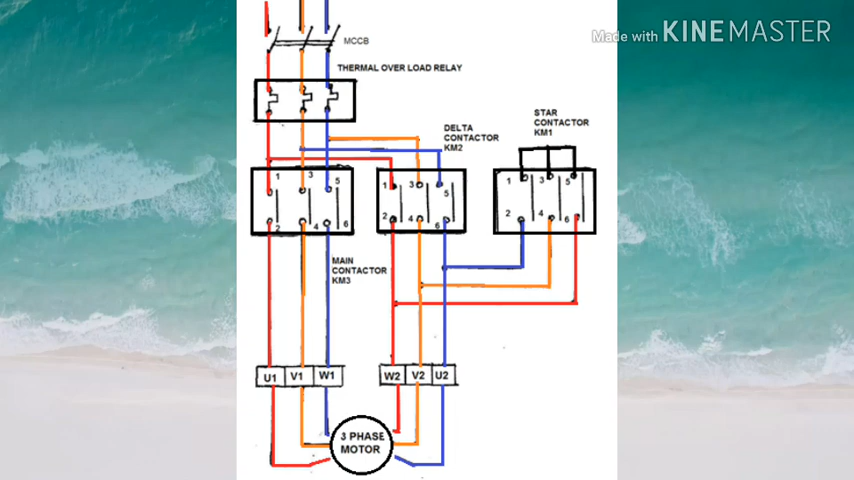 Made with KINEMASTER
MCCB
THERMAL OVER LOAD RELAY
DELTA
CONTACTOR
KM2
STAR
CONTACTOR
KM1
1 3 5
1 3 5
1 3 5
2 4 6
2 4 6
2 4 6
MAIN
CONTACTOR
KM3
U1 V1 W1
W2 V2 U2
3 PHASE
MOTOR